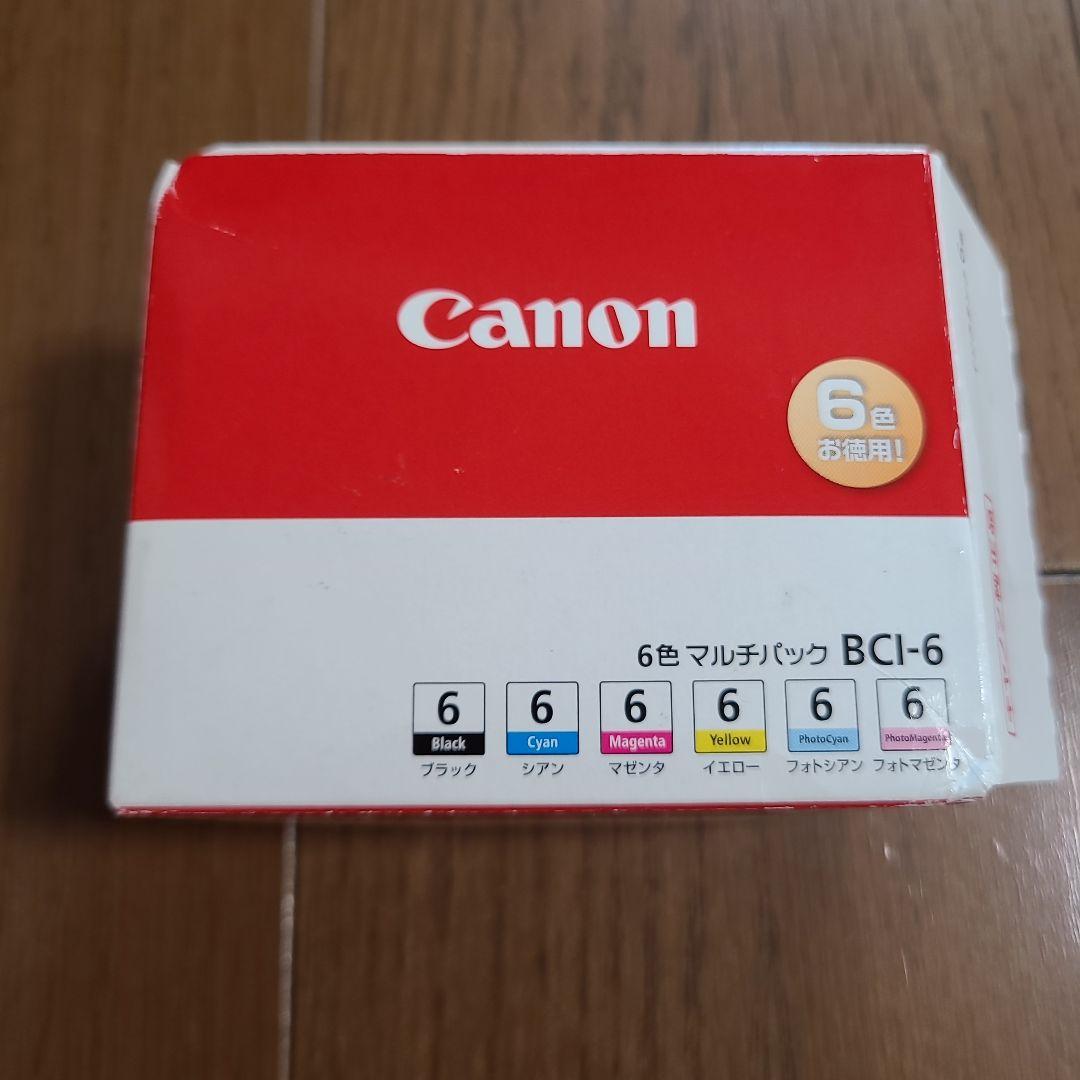 Canon
6色
お徳用!
6色 マルチパック BCI-6
6 6 6 6 6 6
Black Cyan Magenta Yellow PhotoCyan PhotoMagenta
ブラック シアン マゼンタ イエロー フォトシアン フォトマゼンタ